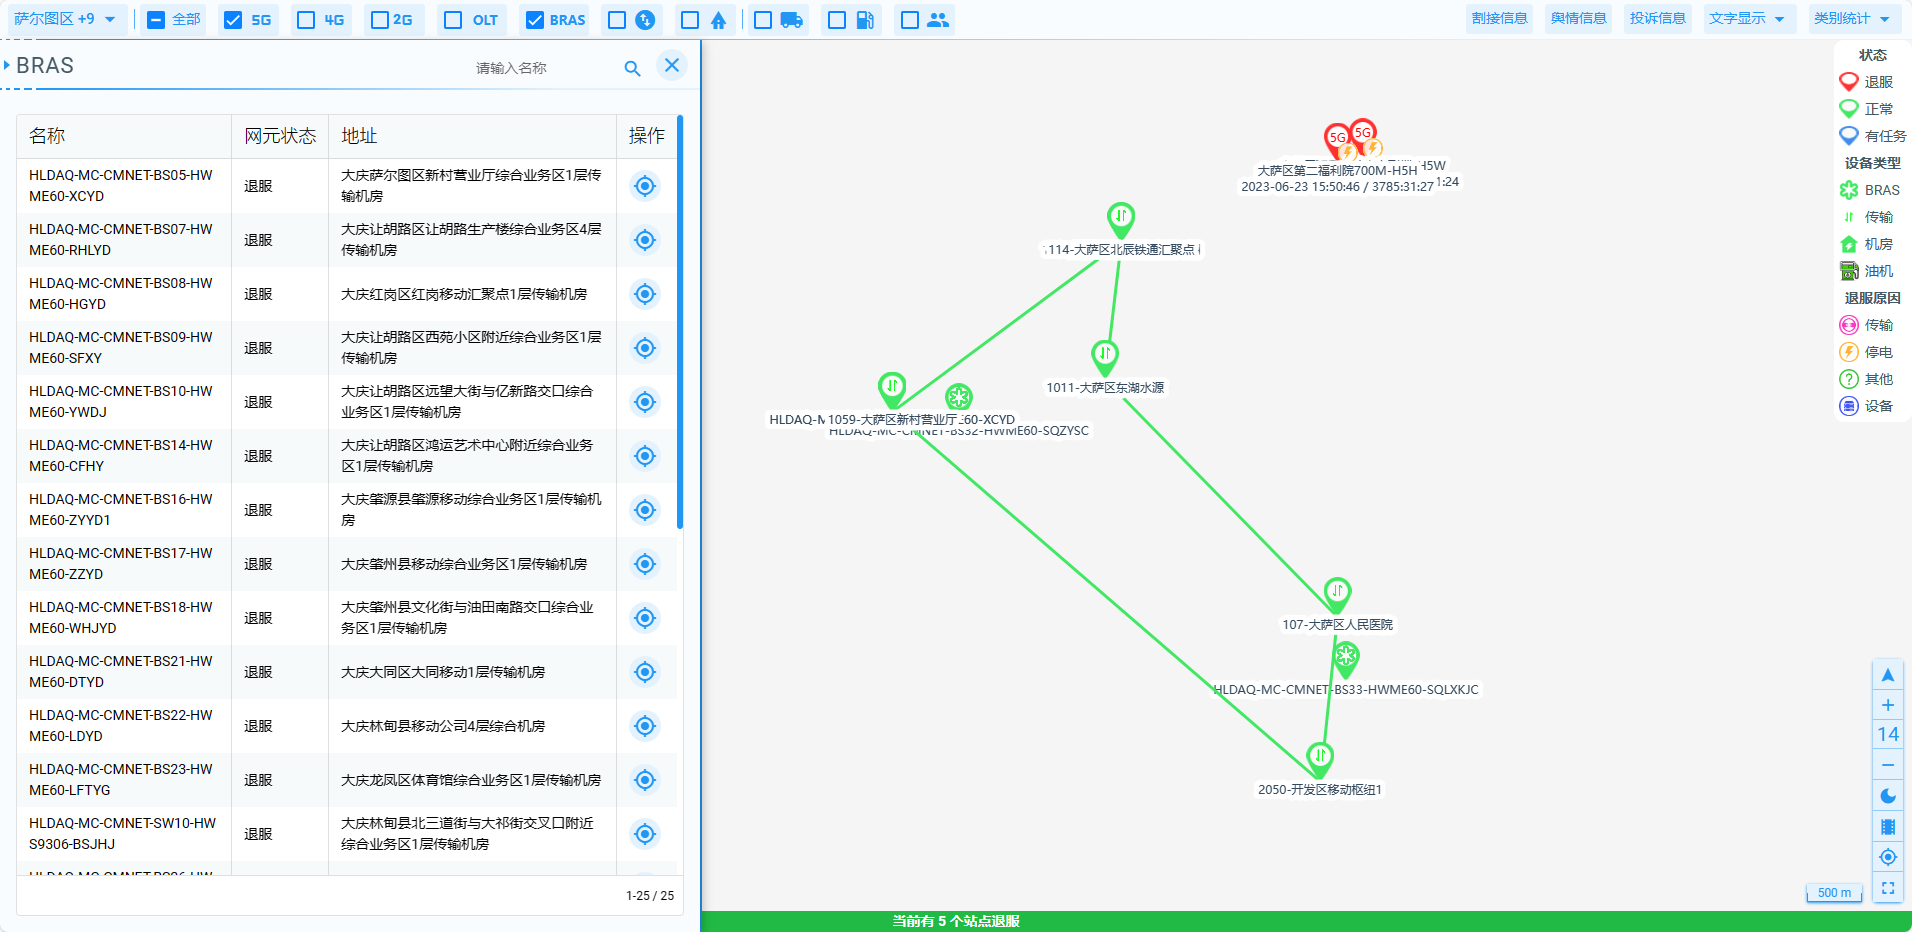 萨尔图区 +9
全部
5G
4G
2G
OLT
BRAS
割接信息
舆情信息
投诉信息
文字显示
类别统计
BRAS
请输入名称
名称
网元状态
地址
操作
HLDAQ-MC-CMNET-BS05-HW
ME60-XCYD
退服
大庆萨尔图区新村营业厅综合业务区1层传
输机房
HLDAQ-MC-CMNET-BS07-HW
ME60-RHLYD
退服
大庆让胡路区让胡路生产楼综合业务区4层
传输机房
HLDAQ-MC-CMNET-BS08-HW
ME60-HGYD
退服
大庆红岗区红岗移动汇聚点1层传输机房
HLDAQ-MC-CMNET-BS09-HW
ME60-SFXY
退服
大庆让胡路区西苑小区附近综合业务区1层
传输机房
HLDAQ-MC-CMNET-BS10-HW
ME60-YWDJ
退服
大庆让胡路区远望大街与亿新路交口综合
业务区1层传输机房
HLDAQ-MC-CMNET-BS14-HW
ME60-CFHY
退服
大庆让胡路区鸿运艺术中心附近综合业务
区1层传输机房
HLDAQ-MC-CMNET-BS16-HW
ME60-ZYYD1
退服
大庆肇源县肇源移动综合业务区1层传输机
房
HLDAQ-MC-CMNET-BS17-HW
ME60-ZZYD
退服
大庆肇州县移动综合业务区1层传输机房
HLDAQ-MC-CMNET-BS18-HW
ME60-WHJYD
退服
大庆肇州县文化街与油田南路交口综合业
务区1层传输机房
HLDAQ-MC-CMNET-BS21-HW
ME60-DTYD
退服
大庆大同区大同移动1层传输机房
HLDAQ-MC-CMNET-BS22-HW
ME60-LDYD
退服
大庆林甸县移动公司4层综合机房
HLDAQ-MC-CMNET-BS23-HW
ME60-LFTYG
退服
大庆龙凤区体育馆综合业务区1层传输机房
HLDAQ-MC-CMNET-SW10-HW
S9306-BSJHJ
退服
大庆林甸县北三道街与大祁街交叉口附近
综合业务区1层传输机房
1-25 / 25
5G
5G
H5W
大萨区第二福利院700M-H5H
2023-06-23 15:50:46 / 3785:31:27
1:24
114-大萨区北辰铁通汇聚点
1011-大萨区东湖水源
HLDAQ-M
1059-大萨区新村营业厅
60-XCYD
HLDAQ-MC-CMNET-BS32-HWME60-SQZYSC
107-大萨区人民医院
HLDAQ-MC-CMNET-BS33-HWME60-SQLXKJC
2050-开发区移动枢纽1
状态
退服
正常
有任务
设备类型
BRAS
传输
机房
油机
退服原因
传输
停电
其他
设备
14
500 m
当前有 5 个站点退服